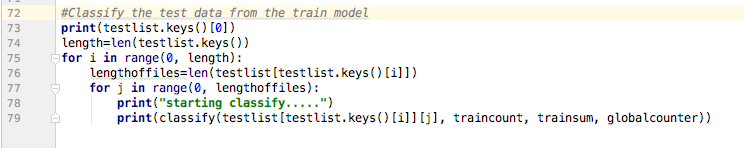 72 #Classify the test data from the train model
73 print(testlist.keys()[0])
74 length=len(testlist.keys())
75 for i in range(0, length):
76     lengthoffiles=len(testlist[testlist.keys()[i]])
77     for j in range(0, lengthoffiles):
78         print("starting classify.....")
79         print(classify(testlist[testlist.keys()[i]][j], traincount, trainsum, globalcounter))